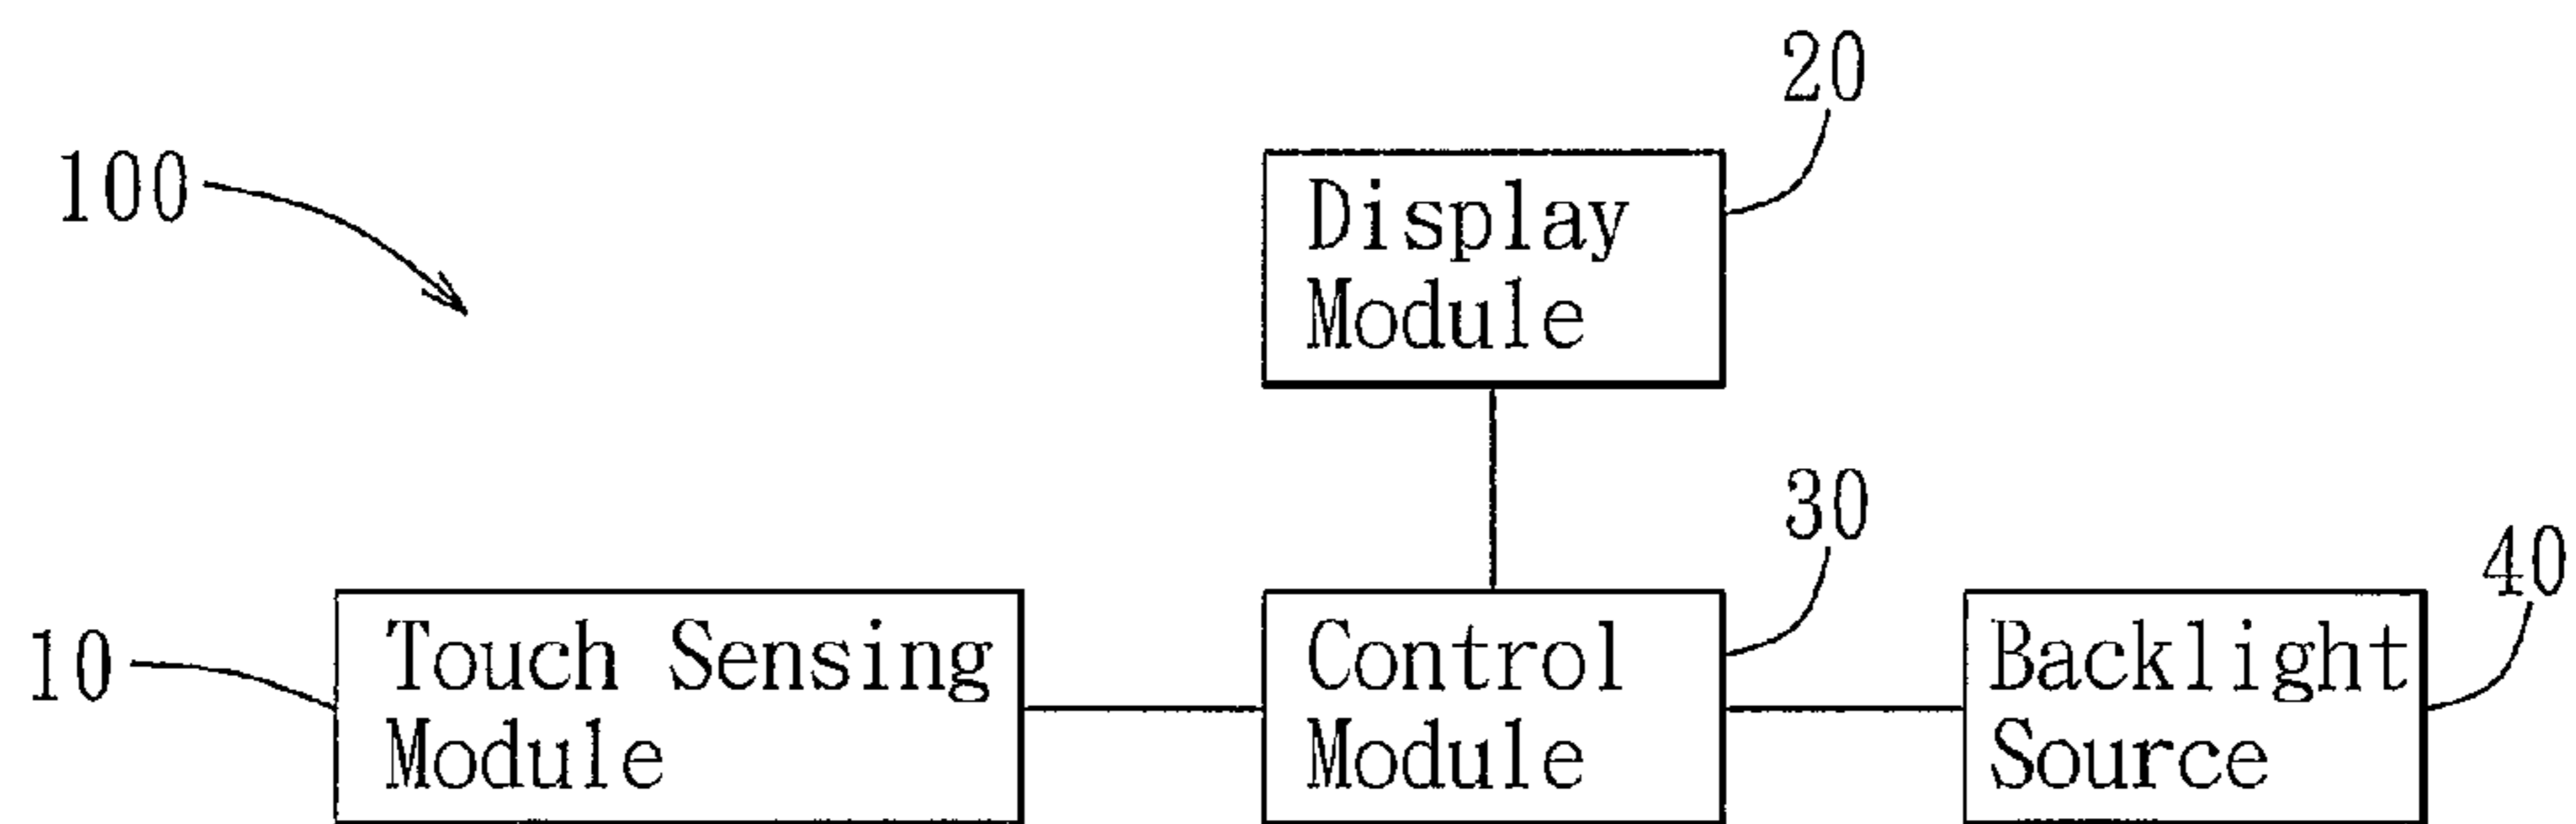 20
100
Display
Module
30
40
10
Touch Sensing
Module
Control
Module
Backlight
Source